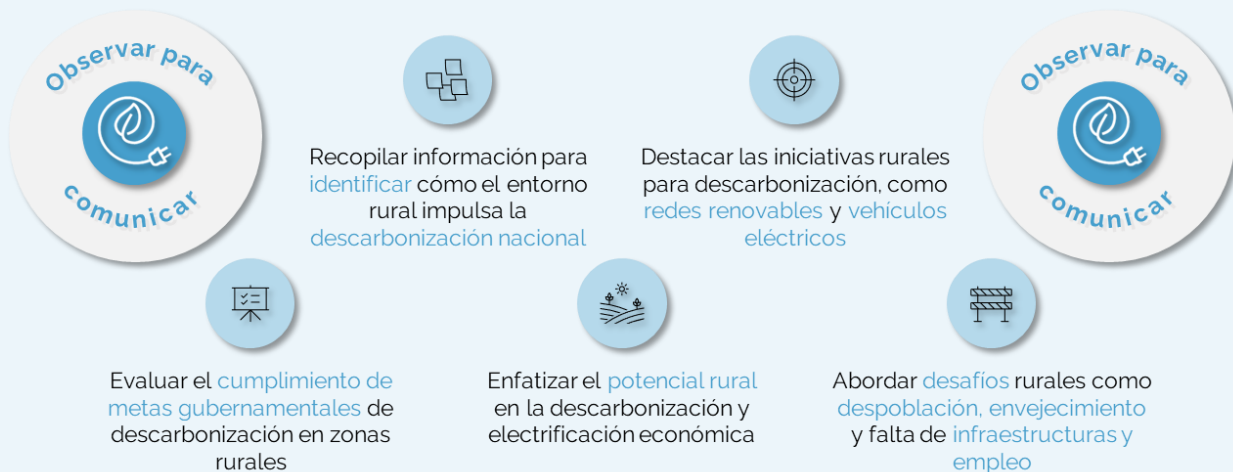 Observar para
comunicar
Recopilar información para
identificar cómo el entorno
rural impulsa la
descarbonización nacional
Destacar las iniciativas rurales
para descarbonización, como
redes renovables y vehículos
eléctricos
Observar para
comunicar
Evaluar el cumplimiento de
metas gubernamentales de
descarbonización en zonas
rurales
Enfatizar el potencial rural
en la descarbonización y
electrificación económica
Abordar desafíos rurales como
despoblación, envejecimiento
y falta de infraestructuras y
empleo